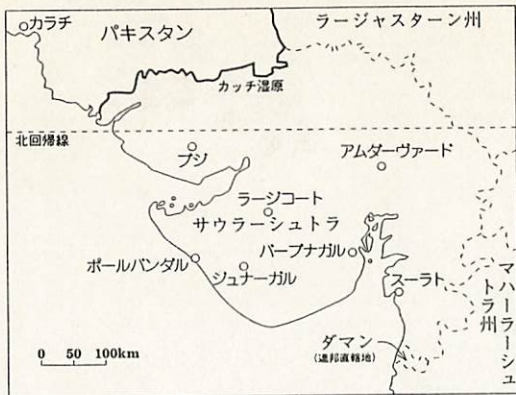 カラチ
パキスタン
ラージャスターン州
カッチ湿原
北回帰線
ブジ
アムダーヴァード
ラージコート
サウラーシュトラ
バーブナガル
ポールバンダル
ジュナーガル
スーラト
マハーラーシュ
トラ州
ダマン
(連邦直轄地)
0 50 100km